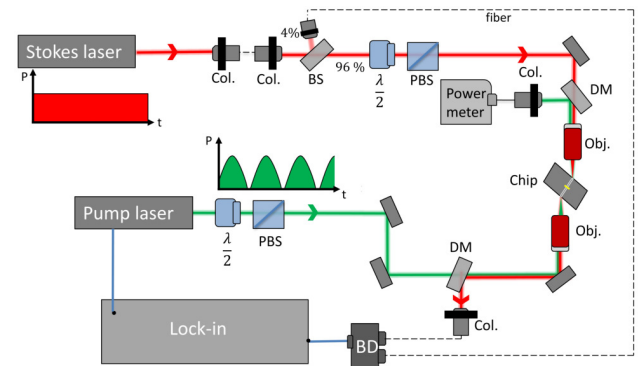 fiber
4%
Stokes laser
Col.
Col.
BS
96 %
λ
2
PBS
Col.
DM
Power
meter
P
t
Obj.
P
t
Chip
Pump laser
λ
2
PBS
Obj.
DM
Lock-in
Col.
BD